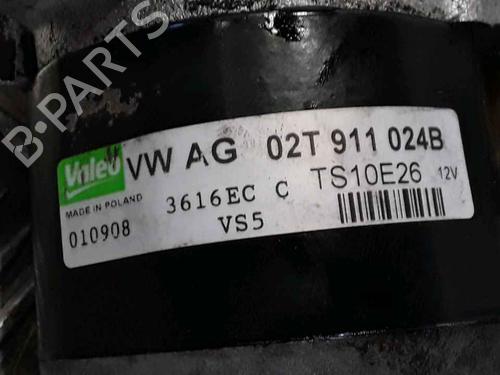 Valeo VW AG 02T 911 024B
MADE IN POLAND 3616EC C TS10E26 12V
010908 VS5
B-PARTS